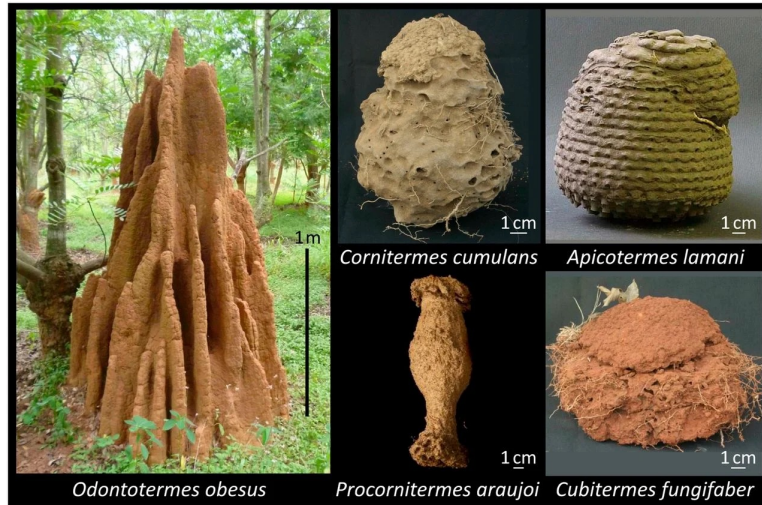 1 m
Odontotermes obesus
1 cm
Cornitermes cumulans
1 cm
Apicotermes lamani
1 cm
Procornitermes araujoi
1 cm
Cubitermes fungifaber